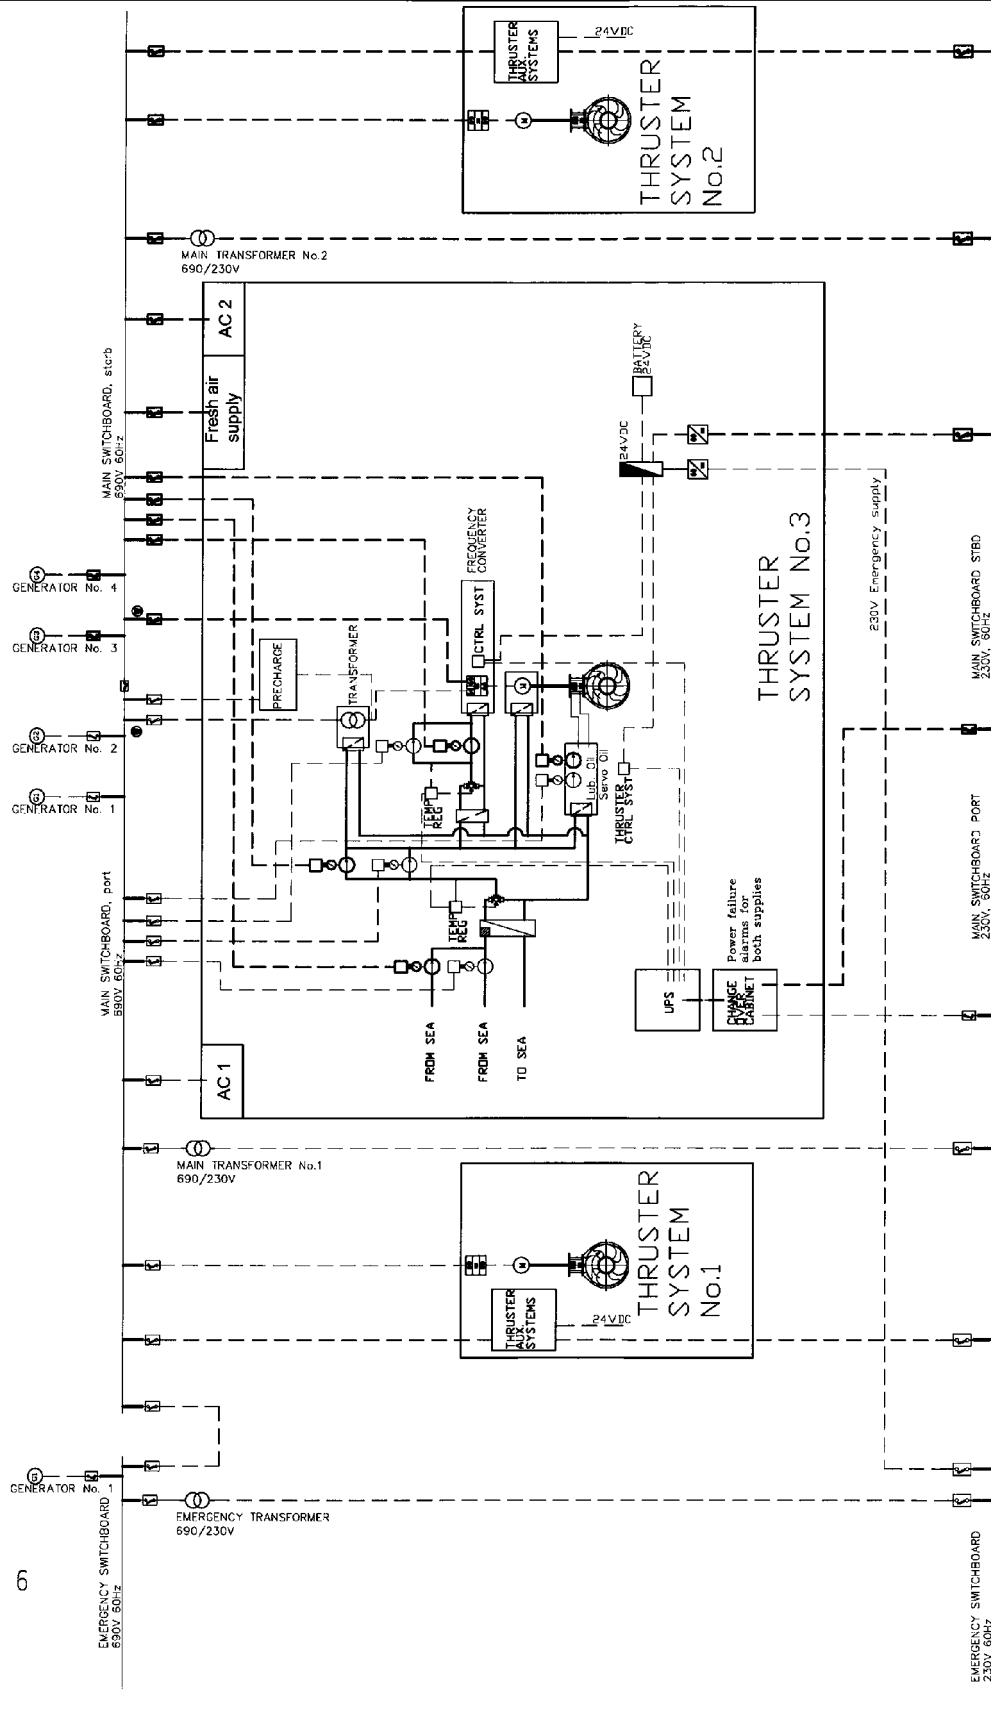 24VDC
THRUSTER
AUX.
SYSTEMS
THRUSTER
SYSTEM
No.2
MAIN TRANSFORMER No.2
690/230V
AC 2
Fresh air
supply
MAIN SWITCHBOARD, starb
690V 60Hz
BATTERY
24VDC
24VDC
FREQUENCY
CONVERTER
CTRL SYST
230V Emergency supply
THRUSTER
SYSTEM No.3
MAIN SWITCHBOARD STBD
230V, 60Hz
G4
GENERATOR No. 4
G3
GENERATOR No. 3
PRECHARGE
TRANSFORMER
M
G2
GENERATOR No. 2
G1
GENERATOR No. 1
TEMP
REG
Lub. Oil
Servo Oil
THRUSTER
CTRL SYST
MAIN SWITCHBOARD PORT
230V, 60Hz
MAIN SWITCHBOARD, port
690V 60Hz
TEMP
REG
Power failure
alarms for
both supplies
UPS
CHANGE
OVER
CABINET
FROM SEA
FROM SEA
TO SEA
AC 1
MAIN TRANSFORMER No.1
690/230V
M
THRUSTER
SYSTEM
No.1
THRUSTER
AUX.
SYSTEMS
24VDC
G1
GENERATOR No. 1
EMERGENCY TRANSFORMER
690/230V
EMERGENCY SWITCHBOARD
690V 60Hz
EMERGENCY SWITCHBOARD
230V 60Hz
6